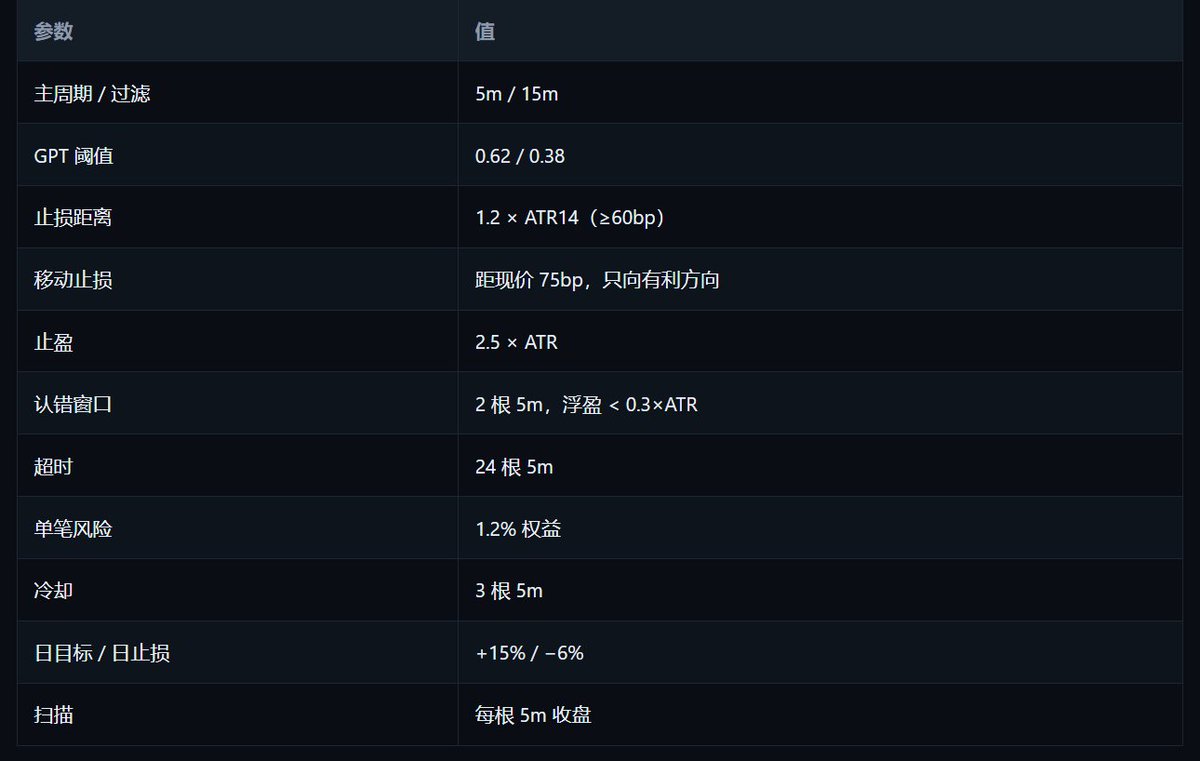 参数 值
主周期 / 过滤 5m / 15m
GPT 阈值 0.62 / 0.38
止损距离 1.2 × ATR14（≥60bp）
移动止损 距现价 75bp，只向有利方向
止盈 2.5 × ATR
认错窗口 2 根 5m，浮盈 < 0.3×ATR
超时 24 根 5m
单笔风险 1.2% 权益
冷却 3 根 5m
日目标 / 日止损 +15% / −6%
扫描 每根 5m 收盘